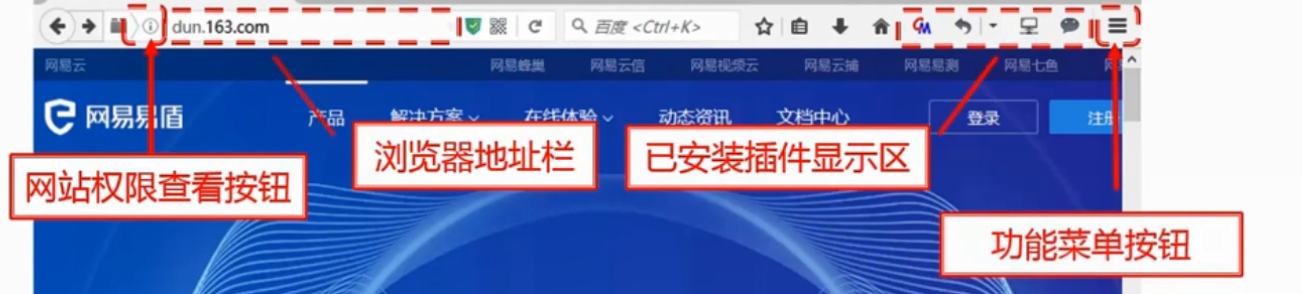 dun.163.com
百度 <Ctrl+K>
网易云 网易蜂巢 网易云信 网易视频云 网易云捕 网易易测 网易七鱼
网易易盾 产品 解决方案 在线体验 动态资讯 文档中心 登录 注册
浏览器地址栏
已安装插件显示区
网站权限查看按钮
功能菜单按钮